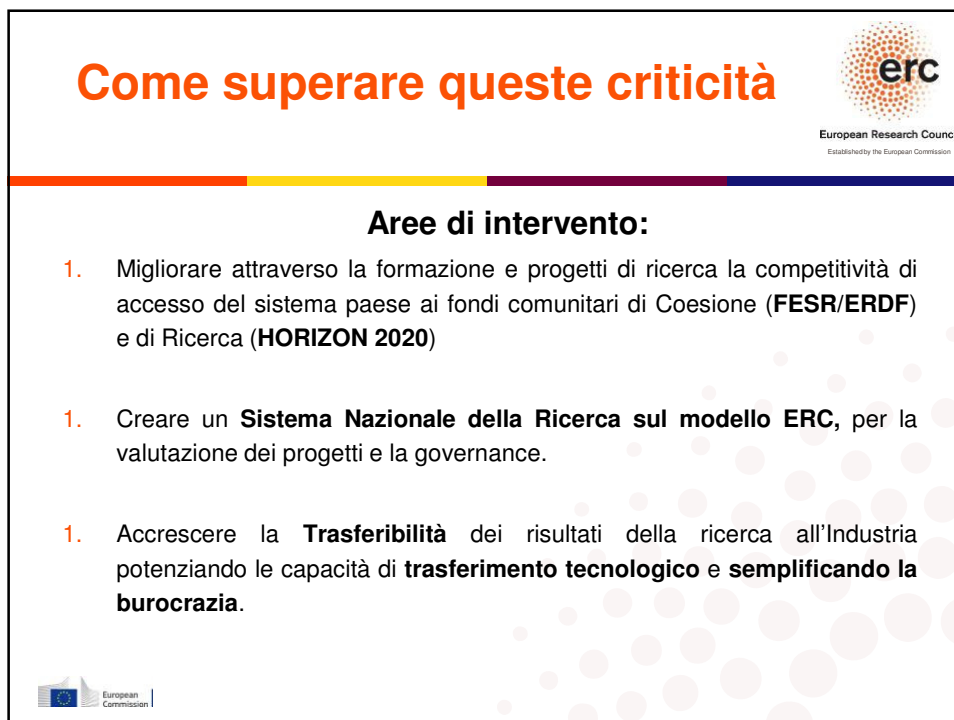 Come superare queste criticità
erc
European Research Counc
Established by the European Commission
Aree di intervento:
1. Migliorare attraverso la formazione e progetti di ricerca la competitività di
accesso del sistema paese ai fondi comunitari di Coesione (FESR/ERDF)
e di Ricerca (HORIZON 2020)
1. Creare un Sistema Nazionale della Ricerca sul modello ERC, per la
valutazione dei progetti e la governance.
1. Accrescere la Trasferibilità dei risultati della ricerca all’Industria
potenziando le capacità di trasferimento tecnologico e semplificando la
burocrazia.
European
Commission